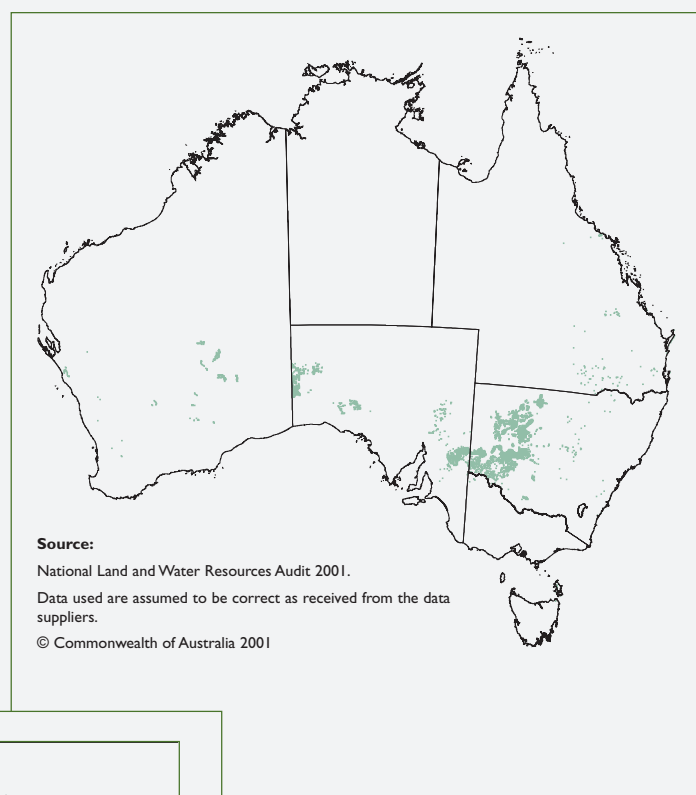 Source:
National Land and Water Resources Audit 2001.
Data used are assumed to be correct as received from the data
suppliers.
© Commonwealth of Australia 2001